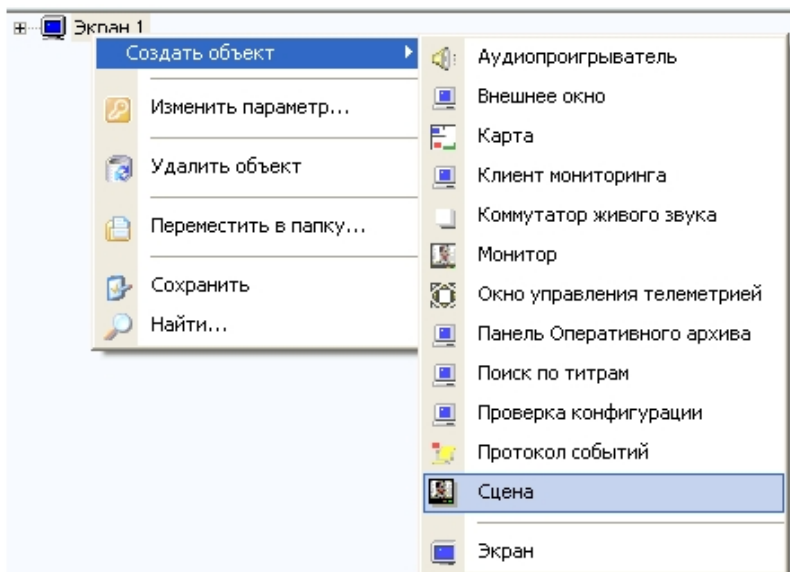 Экран 1
Создать объект
Изменить параметр...
Удалить объект
Переместить в папку...
Сохранить
Найти...
Аудиопроигрыватель
Внешнее окно
Карта
Клиент мониторинга
Коммутатор живого звука
Монитор
Окно управления телеметрией
Панель Оперативного архива
Поиск по титрам
Проверка конфигурации
Протокол событий
Сцена
Экран